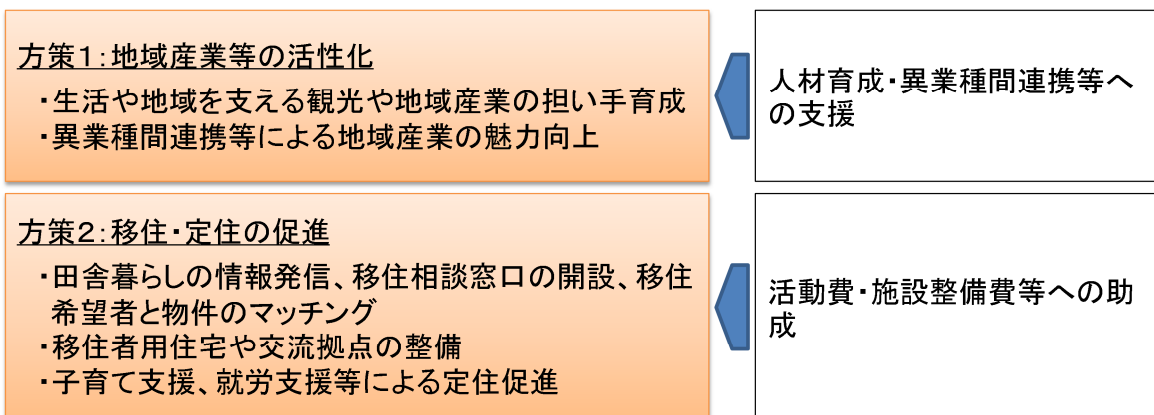 方策1:地域産業等の活性化
・生活や地域を支える観光や地域産業の担い手育成
・異業種間連携等による地域産業の魅力向上
人材育成・異業種間連携等へ
の支援
方策2:移住・定住の促進
・田舎暮らしの情報発信、移住相談窓口の開設、移住
希望者と物件のマッチング
・移住者用住宅や交流拠点の整備
・子育て支援、就労支援等による定住促進
活動費・施設整備費等への助
成